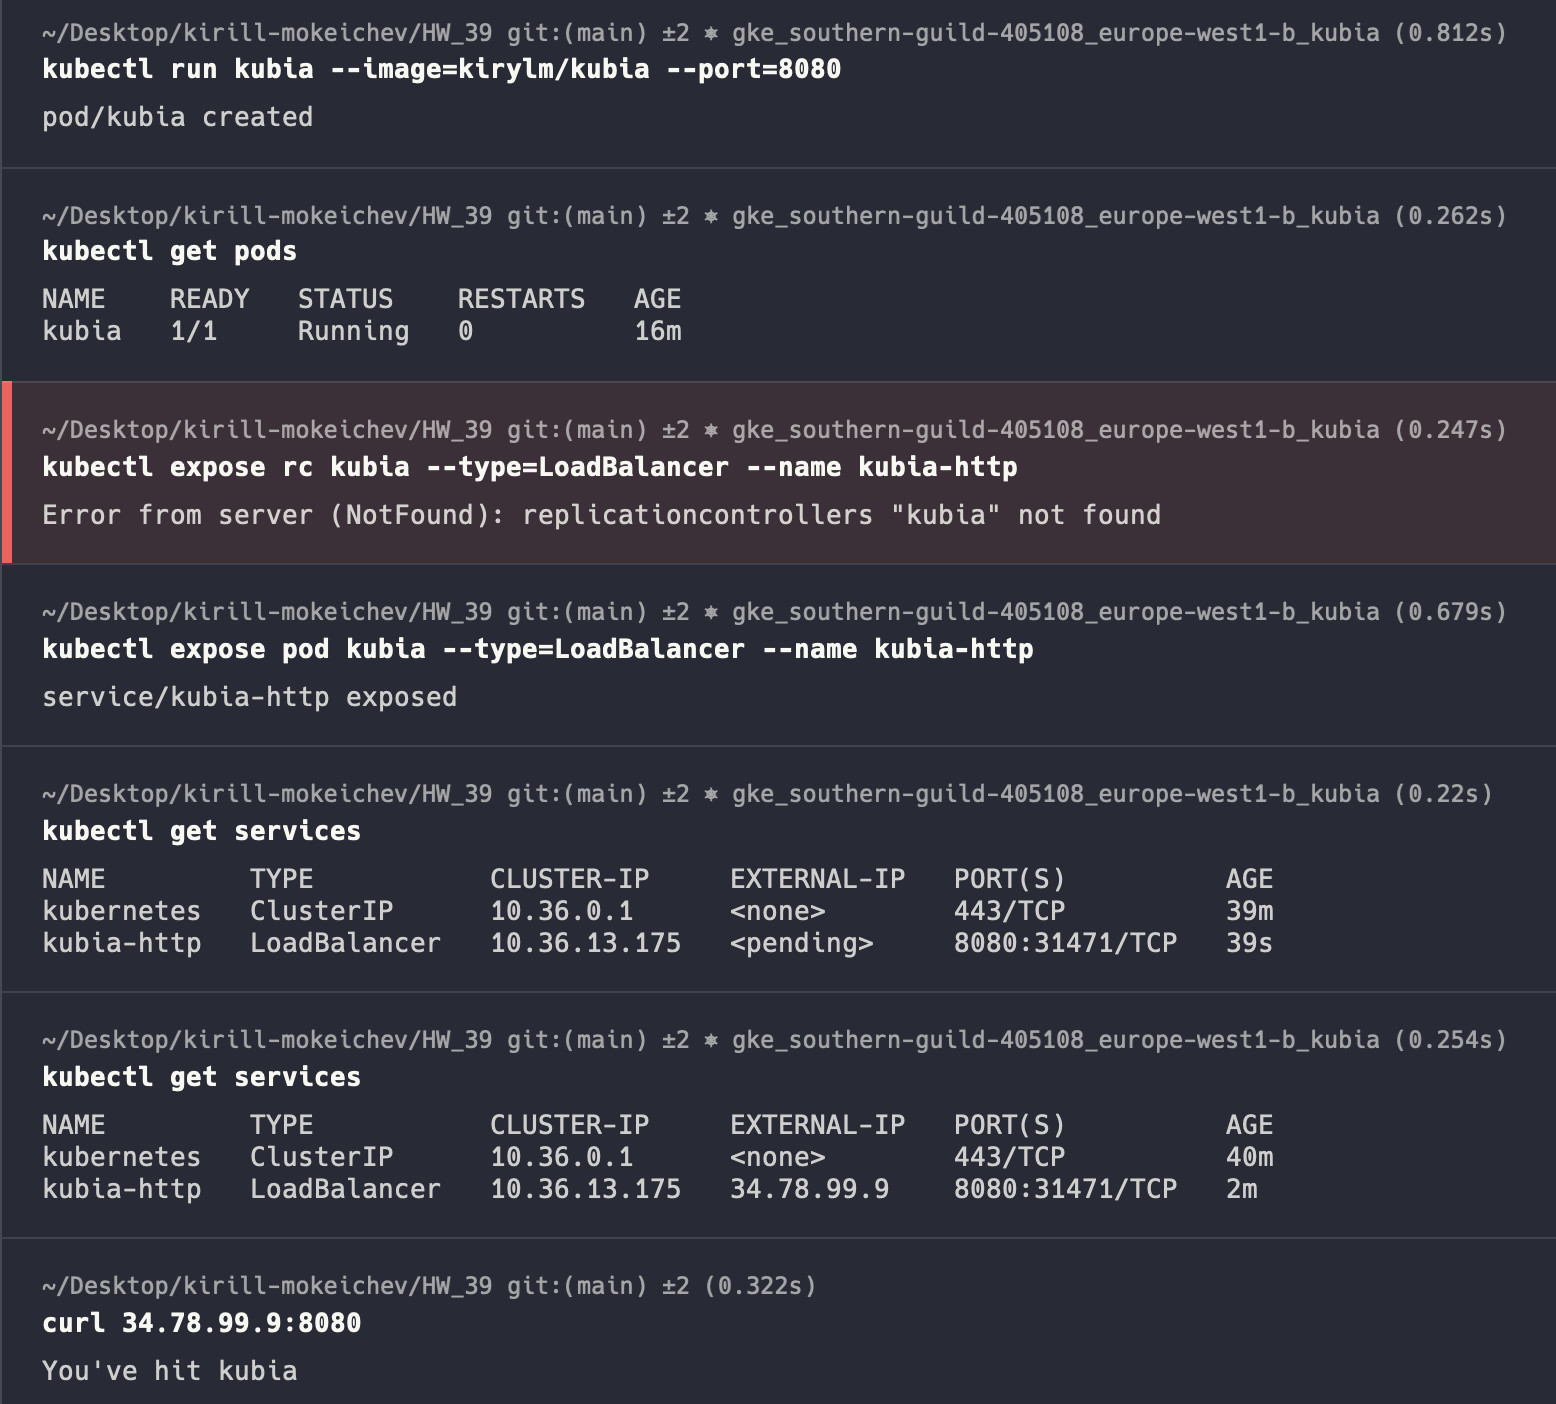 ~/Desktop/kirill-mokeichev/HW_39 git:(main) ±2 ⎈ gke_southern-guild-405108_europe-west1-b_kubia (0.812s)
kubectl run kubia --image=kirylm/kubia --port=8080
pod/kubia created
~/Desktop/kirill-mokeichev/HW_39 git:(main) ±2 ⎈ gke_southern-guild-405108_europe-west1-b_kubia (0.262s)
kubectl get pods
NAME    READY   STATUS    RESTARTS   AGE
kubia   1/1     Running   0          16m
~/Desktop/kirill-mokeichev/HW_39 git:(main) ±2 ⎈ gke_southern-guild-405108_europe-west1-b_kubia (0.247s)
kubectl expose rc kubia --type=LoadBalancer --name kubia-http
Error from server (NotFound): replicationcontrollers "kubia" not found
~/Desktop/kirill-mokeichev/HW_39 git:(main) ±2 ⎈ gke_southern-guild-405108_europe-west1-b_kubia (0.679s)
kubectl expose pod kubia --type=LoadBalancer --name kubia-http
service/kubia-http exposed
~/Desktop/kirill-mokeichev/HW_39 git:(main) ±2 ⎈ gke_southern-guild-405108_europe-west1-b_kubia (0.22s)
kubectl get services
NAME         TYPE           CLUSTER-IP     EXTERNAL-IP   PORT(S)          AGE
kubernetes   ClusterIP      10.36.0.1      <none>        443/TCP          39m
kubia-http   LoadBalancer   10.36.13.175   <pending>     8080:31471/TCP   39s
~/Desktop/kirill-mokeichev/HW_39 git:(main) ±2 ⎈ gke_southern-guild-405108_europe-west1-b_kubia (0.254s)
kubectl get services
NAME         TYPE           CLUSTER-IP     EXTERNAL-IP   PORT(S)          AGE
kubernetes   ClusterIP      10.36.0.1      <none>        443/TCP          40m
kubia-http   LoadBalancer   10.36.13.175   34.78.99.9    8080:31471/TCP   2m
~/Desktop/kirill-mokeichev/HW_39 git:(main) ±2 (0.322s)
curl 34.78.99.9:8080
You've hit kubia